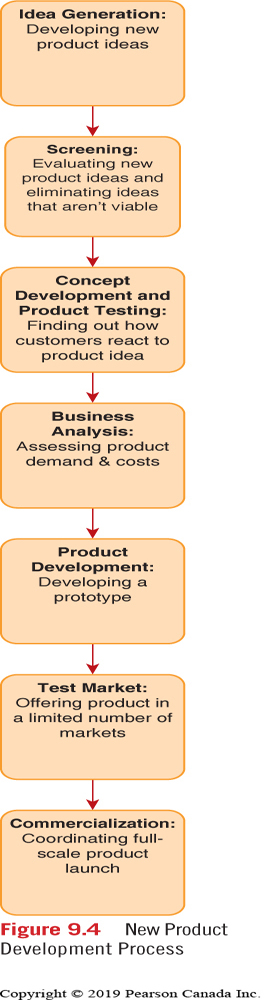 Idea Generation:
Developing new
product ideas
Screening:
Evaluating new
product ideas and
eliminating ideas
that aren't viable
Concept
Development and
Product Testing:
Finding out how
customers react to
product idea
Business
Analysis:
Assessing product
demand & costs
Product
Development:
Developing a
prototype
Test Market:
Offering product in
a limited number of
markets
Commercialization:
Coordinating full-
scale product
launch
Figure 9.4 New Product
Development Process
Copyright © 2019 Pearson Canada Inc.